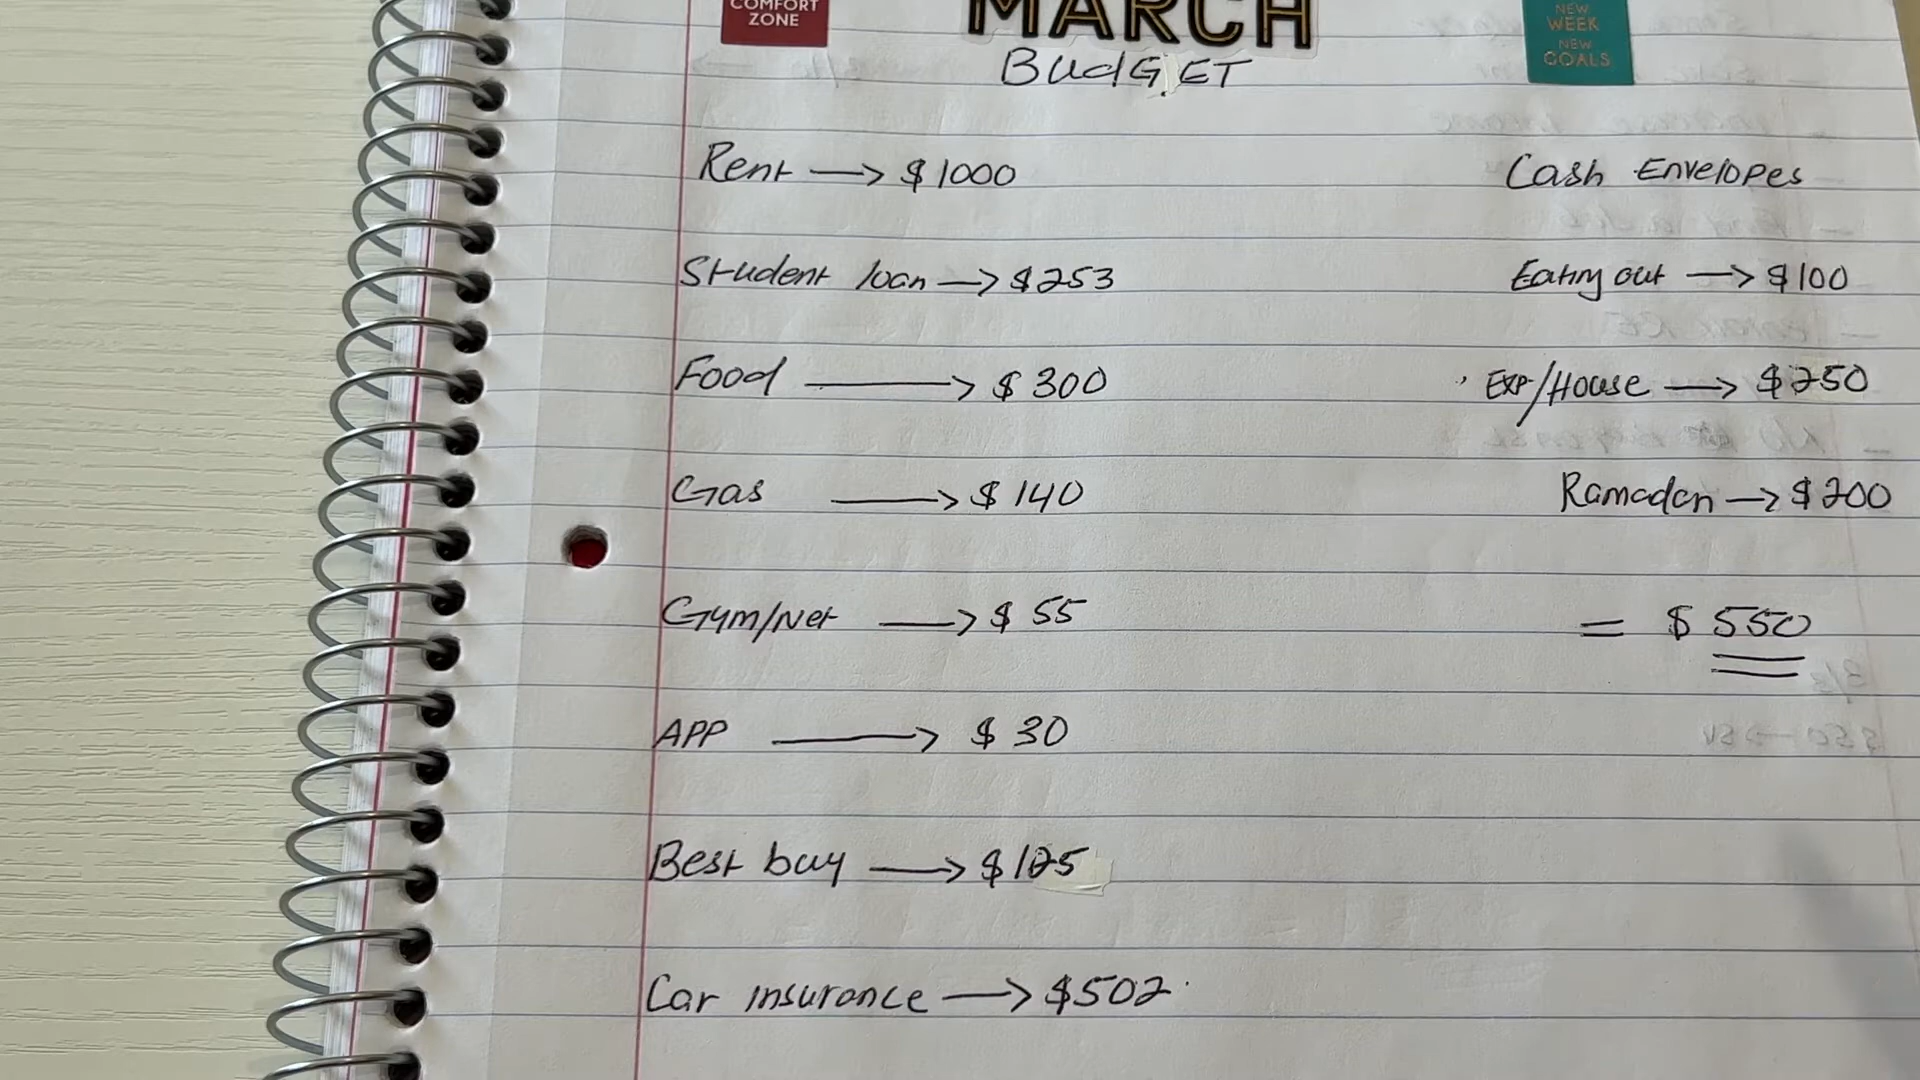 COMFORT
ZONE
MARCH
BudGET
NEW
WEEK
NEW
GOALS
Rent → $1000
Student loan → $253
Food → $300
Gas → $140
Gym/Net → $55
APP → $30
Best buy → $125
Car insurance → $502
Cash Envelopes
Eating out → $100
EXP/House → $250
Ramadan → $200
= $550